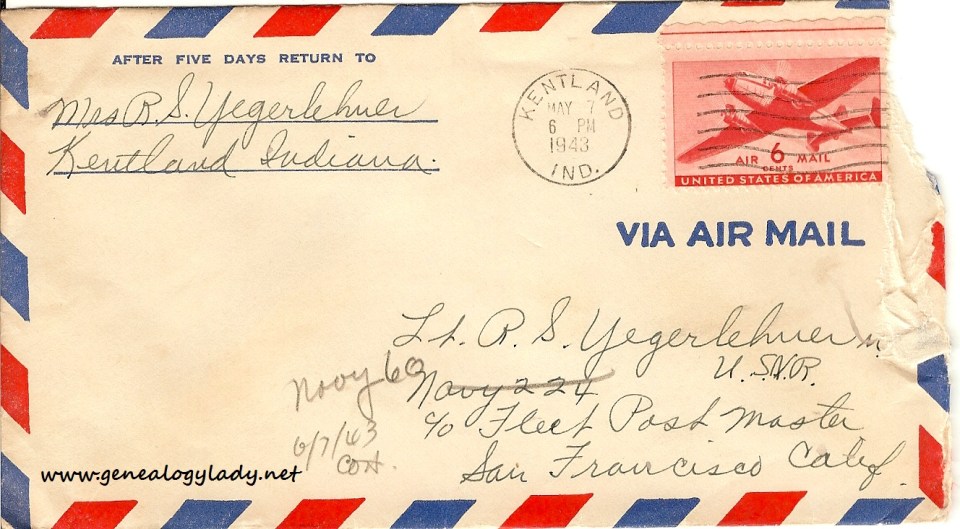 AFTER FIVE DAYS RETURN TO
Mrs R. S. Yegerlehner
Kentland Indiana.
KENTLAND
MAY 7
6 PM
1943
IND.
AIR 6 MAIL
CENTS
UNITED STATES OF AMERICA
VIA AIR MAIL
Lt. R. S. Yegerlehner
U.S.N.R.
Navy 224
Navy 60
c/o Fleet Post Master
San Francisco Calif.
6/7/43
www.genealogylady.net